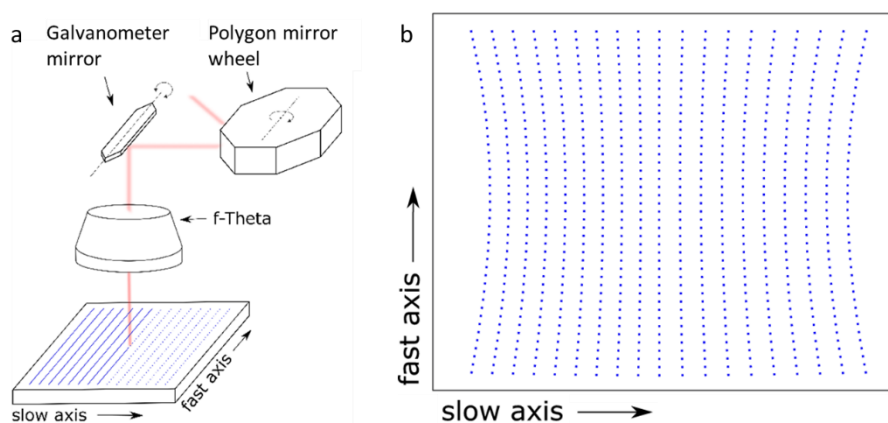 a
Galvanometer
mirror
Polygon mirror
wheel
f-Theta
slow axis
fast axis
b
fast axis
slow axis